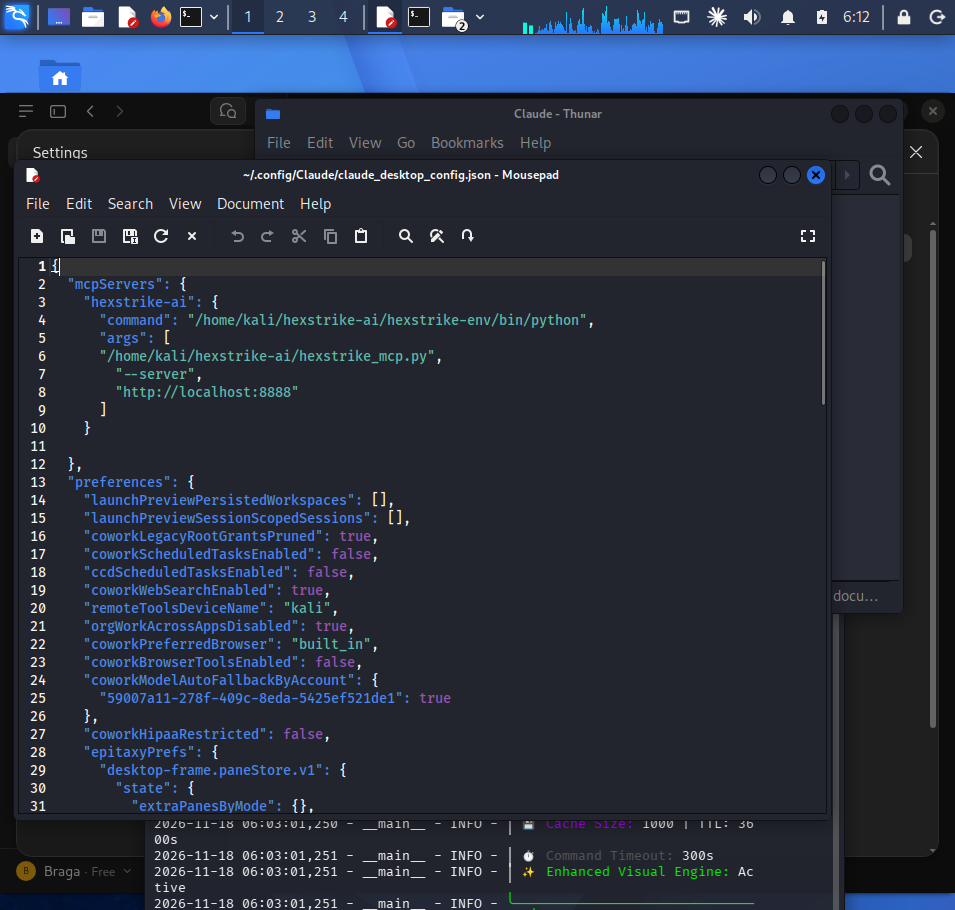 1 2 3 4 2 6:12
Claude - Thunar
File Edit View Go Bookmarks Help
Settings
~/.config/Claude/claude_desktop_config.json - Mousepad
File Edit Search View Document Help
1 {
2 "mcpServers": {
3 "hexstrike-ai": {
4 "command": "/home/kali/hexstrike-ai/hexstrike-env/bin/python",
5 "args": [
6 "/home/kali/hexstrike-ai/hexstrike_mcp.py",
7 "--server",
8 "http://localhost:8888"
9 ]
10 }
11
12 },
13 "preferences": {
14 "launchPreviewPersistedWorkspaces": [],
15 "launchPreviewSessionScopedSessions": [],
16 "coworkLegacyRootGrantsPruned": true,
17 "coworkScheduledTasksEnabled": false,
18 "ccdScheduledTasksEnabled": false,
19 "coworkWebSearchEnabled": true,
20 "remoteToolsDeviceName": "kali",
21 "orgWorkAcrossAppsDisabled": true,
22 "coworkPreferredBrowser": "built_in",
23 "coworkBrowserToolsEnabled": false,
24 "coworkModelAutoFallbackByAccount": {
25 "59007a11-278f-409c-8eda-5425ef521de1": true
26 },
27 "coworkHipaaRestricted": false,
28 "epitaxyPrefs": {
29 "desktop-frame.paneStore.v1": {
30 "state": {
31 "extraPanesByMode": {},
docu...
2026-11-18 06:03:01,250 - __main__ - INFO - │ 💾 Cache Size: 1000 | TTL: 36
00s
2026-11-18 06:03:01,251 - __main__ - INFO - │ ⏱️ Command Timeout: 300s
2026-11-18 06:03:01,251 - __main__ - INFO - │ ✨ Enhanced Visual Engine: Ac
tive
2026-11-18 06:03:01,251 - __main__ - INFO - ╰─────────────────────────────
B Braga · Free